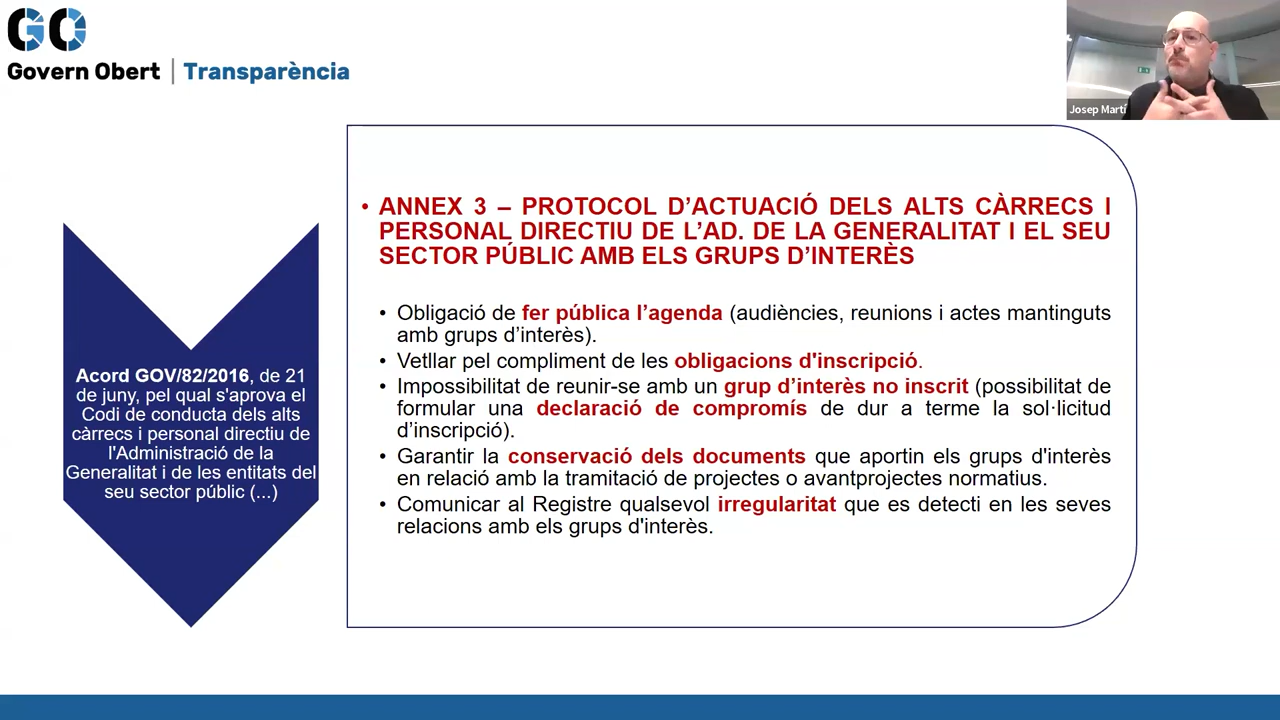 GO
Govern Obert | Transparència
Josep Martí
Acord GOV/82/2016, de 21
de juny, pel qual s'aprova el
Codi de conducta dels alts
càrrecs i personal directiu de
l'Administració de la
Generalitat i de les entitats del
seu sector públic (...)
• ANNEX 3 – PROTOCOL D’ACTUACIÓ DELS ALTS CÀRRECS I
PERSONAL DIRECTIU DE L’AD. DE LA GENERALITAT I EL SEU
SECTOR PÚBLIC AMB ELS GRUPS D’INTERÈS
• Obligació de fer pública l’agenda (audiències, reunions i actes mantinguts
amb grups d’interès).
• Vetllar pel compliment de les obligacions d'inscripció.
• Impossibilitat de reunir-se amb un grup d’interès no inscrit (possibilitat de
formular una declaració de compromís de dur a terme la sol·licitud
d’inscripció).
• Garantir la conservació dels documents que aportin els grups d'interès
en relació amb la tramitació de projectes o avantprojectes normatius.
• Comunicar al Registre qualsevol irregularitat que es detecti en les seves
relacions amb els grups d'interès.